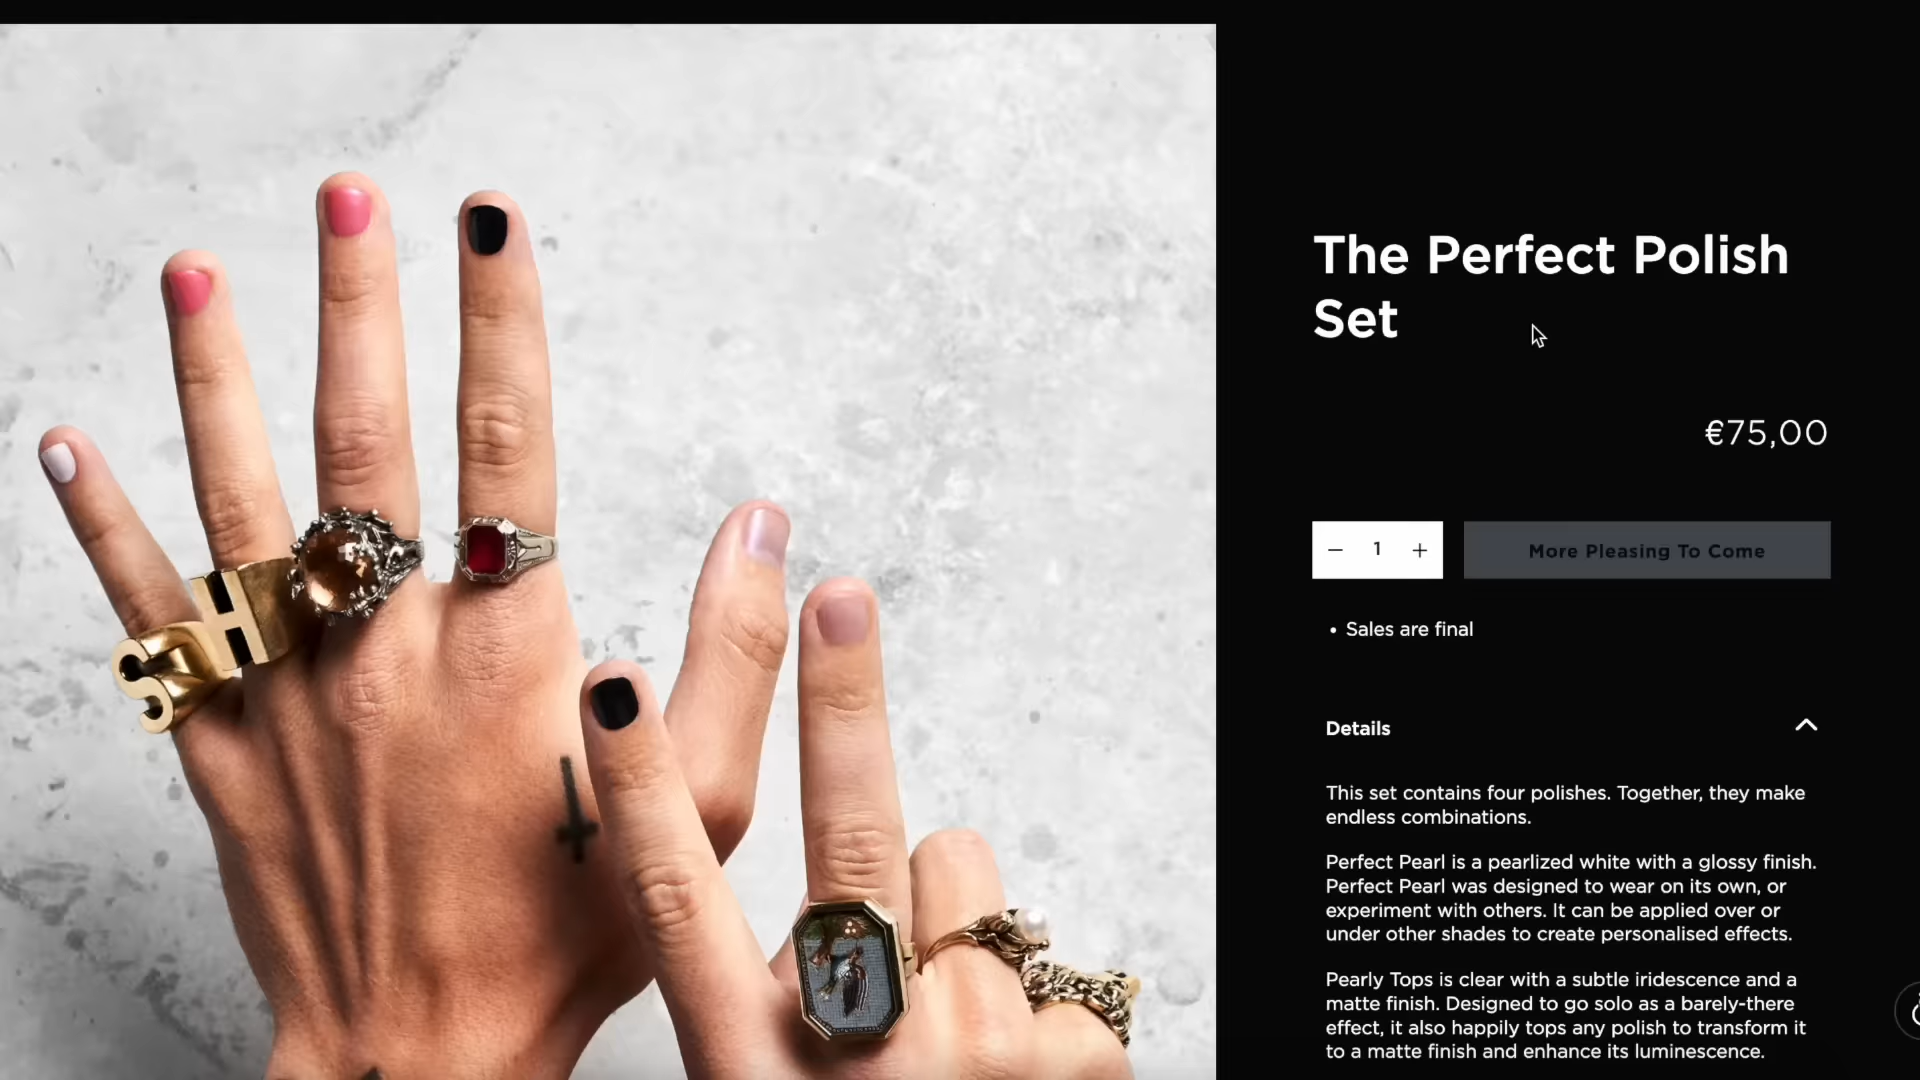 The Perfect Polish
Set
€75,00
1
More Pleasing To Come
• Sales are final
Details
This set contains four polishes. Together, they make
endless combinations.
Perfect Pearl is a pearlized white with a glossy finish.
Perfect Pearl was designed to wear on its own, or
experiment with others. It can be applied over or
under other shades to create personalised effects.
Pearly Tops is clear with a subtle iridescence and a
matte finish. Designed to go solo as a barely-there
effect, it also happily tops any polish to transform it
to a matte finish and enhance its luminescence.
S H